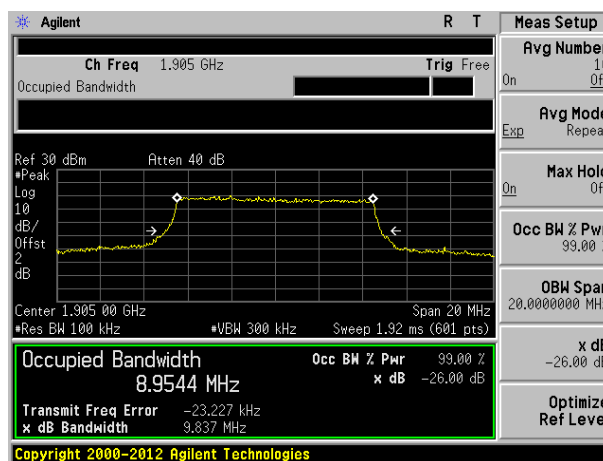 Agilent R T
Ch Freq 1.905 GHz Trig Free
Occupied Bandwidth
Ref 30 dBm Atten 40 dB
#Peak
Log
10
dB/
Offst
2
dB
Center 1.905 00 GHz Span 20 MHz
#Res BW 100 kHz #VBW 300 kHz Sweep 1.92 ms (601 pts)
Occupied Bandwidth
8.9544 MHz
Occ BW % Pwr 99.00 %
x dB -26.00 dB
Transmit Freq Error -23.227 kHz
x dB Bandwidth 9.837 MHz
Copyright 2000-2012 Agilent Technologies
Meas Setup
Avg Number
On
Avg Mode
Exp Repeat
Max Hold
On
Occ BW % Pwr
99.00
OBW Span
20.0000000 MH
x dB
-26.00 dB
Optimize
Ref Level